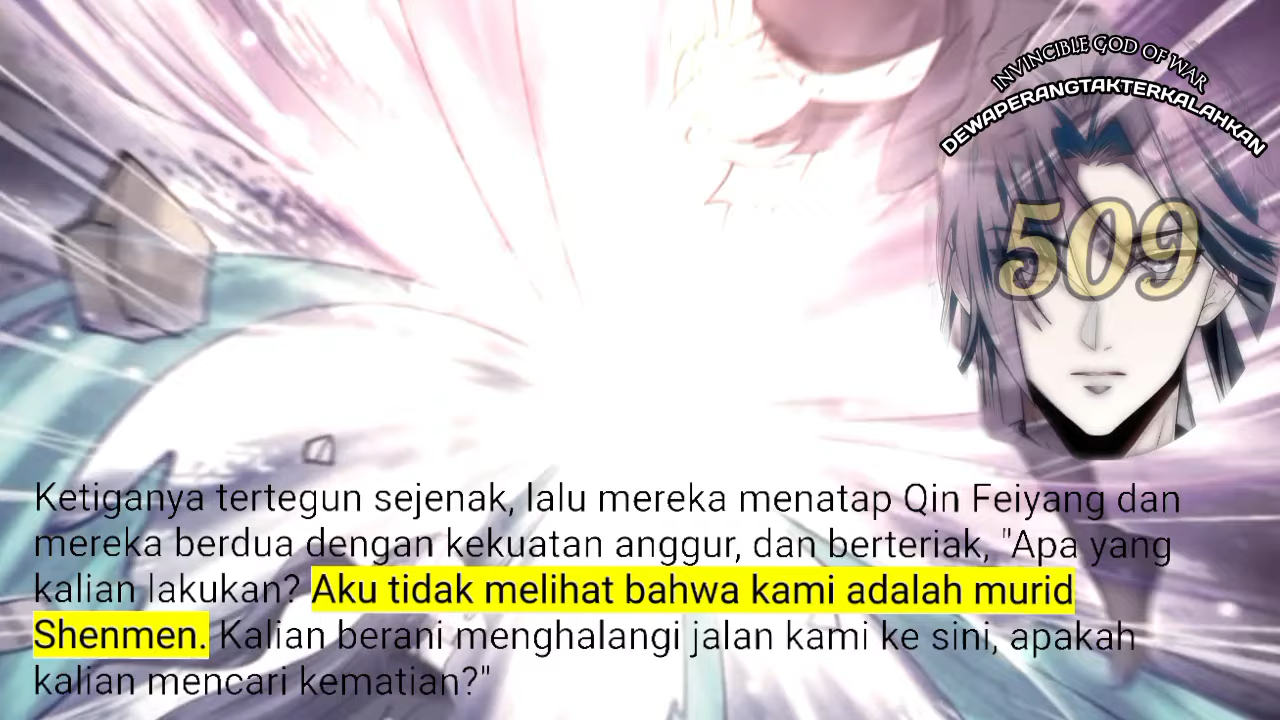 INVINCIBLE GOD OF WAR
DEWAPERANGTAKTERKALAHKAN
509
Ketiganya tertegun sejenak, lalu mereka menatap Qin Feiyang dan
mereka berdua dengan kekuatan anggur, dan berteriak, "Apa yang
kalian lakukan? Aku tidak melihat bahwa kami adalah murid
Shenmen. Kalian berani menghalangi jalan kami ke sini, apakah
kalian mencari kematian?"